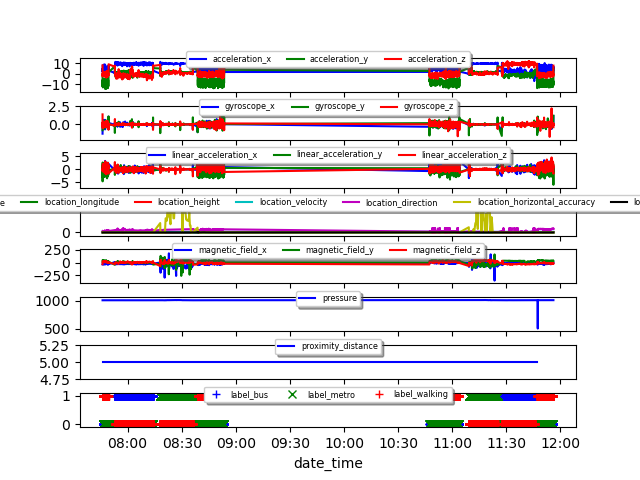 acceleration_x acceleration_y acceleration_z
10
0
−10
gyroscope_x gyroscope_y gyroscope_z
2.5
0.0
linear_acceleration_x linear_acceleration_y linear_acceleration_z
5
0
−5
location_longitude location_height location_velocity location_direction location_horizontal_accuracy
0
magnetic_field_x magnetic_field_y magnetic_field_z
250
0
−250
pressure
1000
500
proximity_distance
5.25
5.00
4.75
label_bus label_metro label_walking
1
0
08:00 08:30 09:00 09:30 10:00 10:30 11:00 11:30 12:00
date_time